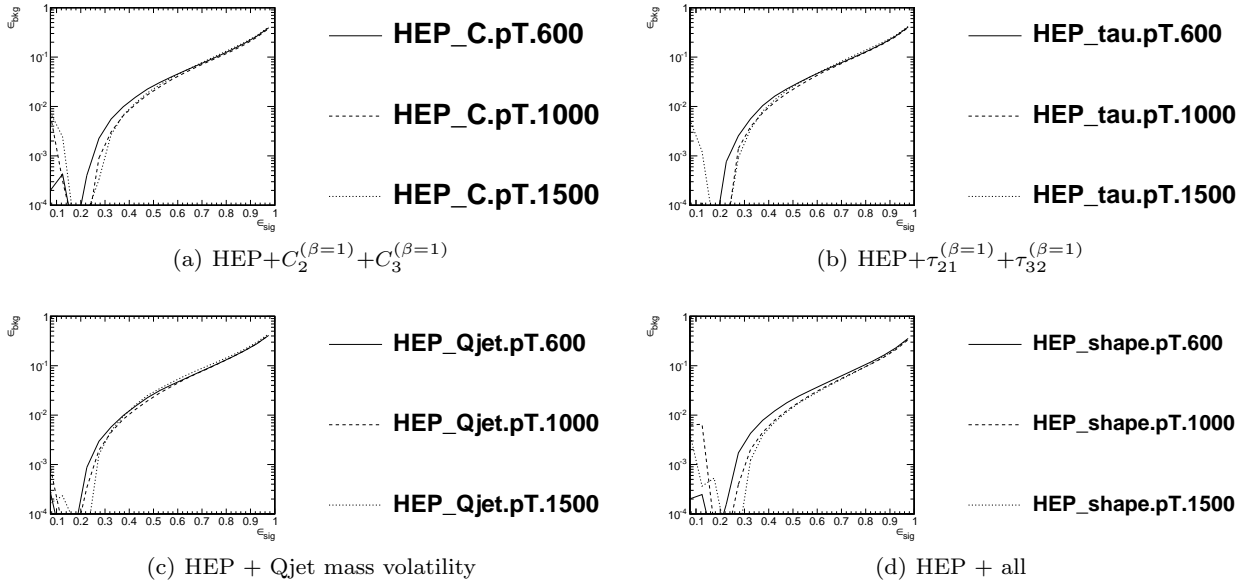 ϵ_bkg
1
10^-1
10^-2
10^-3
10^-4
0.1 0.2 0.3 0.4 0.5 0.6 0.7 0.8 0.9 1
ϵ_sig
HEP_C.pT.600
HEP_C.pT.1000
HEP_C.pT.1500
(a) HEP+C_2^(β=1)+C_3^(β=1)
ϵ_bkg
1
10^-1
10^-2
10^-3
10^-4
0.1 0.2 0.3 0.4 0.5 0.6 0.7 0.8 0.9 1
ϵ_sig
HEP_tau.pT.600
HEP_tau.pT.1000
HEP_tau.pT.1500
(b) HEP+τ_21^(β=1)+τ_32^(β=1)
ϵ_bkg
1
10^-1
10^-2
10^-3
10^-4
0.1 0.2 0.3 0.4 0.5 0.6 0.7 0.8 0.9 1
ϵ_sig
HEP_Qjet.pT.600
HEP_Qjet.pT.1000
HEP_Qjet.pT.1500
(c) HEP + Qjet mass volatility
ϵ_bkg
1
10^-1
10^-2
10^-3
10^-4
0.1 0.2 0.3 0.4 0.5 0.6 0.7 0.8 0.9 1
ϵ_sig
HEP_shape.pT.600
HEP_shape.pT.1000
HEP_shape.pT.1500
(d) HEP + all